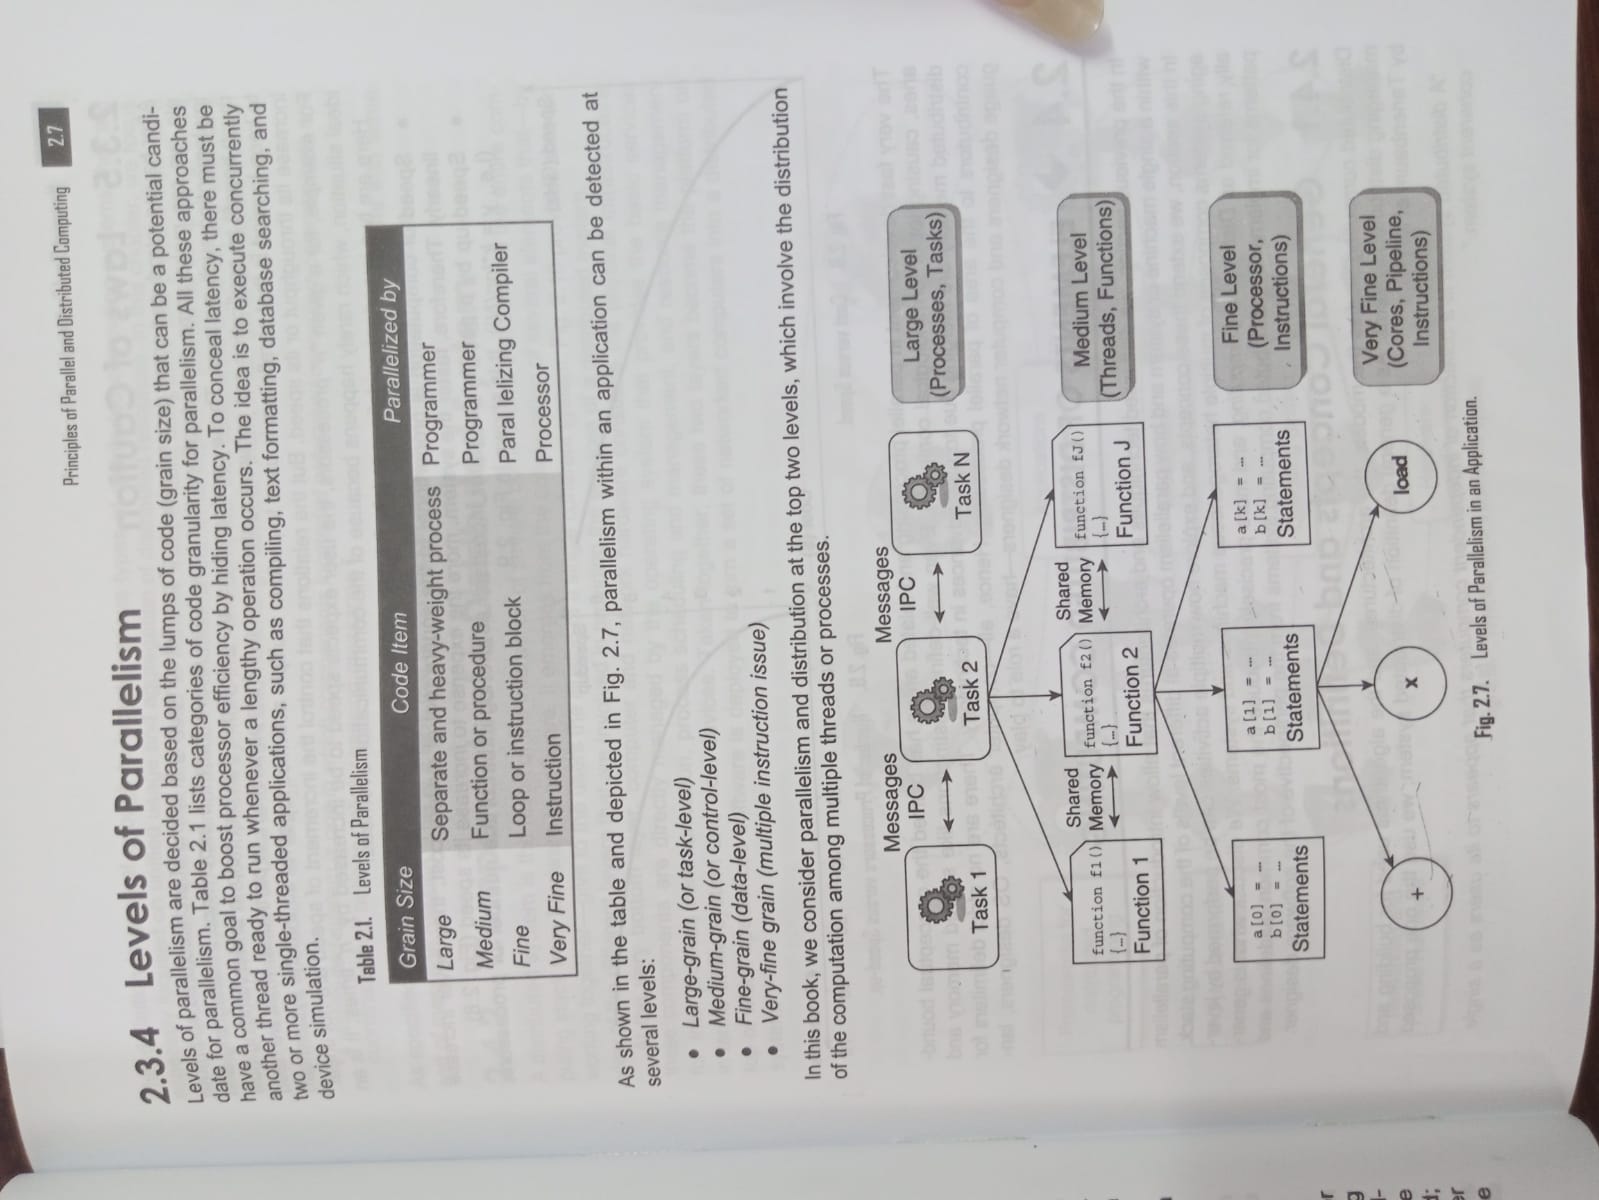 Principles of Parallel and Distributed Computing 2.7
2.3.4 Levels of Parallelism
Levels of parallelism are decided based on the lumps of code (grain size) that can be a potential candi-
date for parallelism. Table 2.1 lists categories of code granularity for parallelism. All these approaches
have a common goal to boost processor efficiency by hiding latency. To conceal latency, there must be
another thread ready to run whenever a lengthy operation occurs. The idea is to execute concurrently
two or more single-threaded applications, such as compiling, text formatting, database searching, and
device simulation.
Table 2.1. Levels of Parallelism
Grain Size Code Item Parallelized by
Large Separate and heavy-weight process Programmer
Medium Function or procedure Programmer
Fine Loop or instruction block Paral lelizing Compiler
Very Fine Instruction Processor
As shown in the table and depicted in Fig. 2.7, parallelism within an application can be detected at
several levels:
• Large-grain (or task-level)
• Medium-grain (or control-level)
• Fine-grain (data-level)
• Very-fine grain (multiple instruction issue)
In this book, we consider parallelism and distribution at the top two levels, which involve the distribution
of the computation among multiple threads or processes.
Messages
IPC
Messages
IPC
Task 1
Task 2
Task N
Large Level
(Processes, Tasks)
Shared
Memory
Shared
Memory
function f1()
{…}
Function 1
function f2()
{…}
Function 2
function fJ()
{…}
Function J
Medium Level
(Threads, Functions)
a[0] = …
b[0] = …
Statements
a[1] = …
b[1] = …
Statements
a[k] = …
b[k] = …
Statements
Fine Level
(Processor,
Instructions)
+
x
load
Very Fine Level
(Cores, Pipeline,
Instructions)
Fig. 2.7. Levels of Parallelism in an Application.